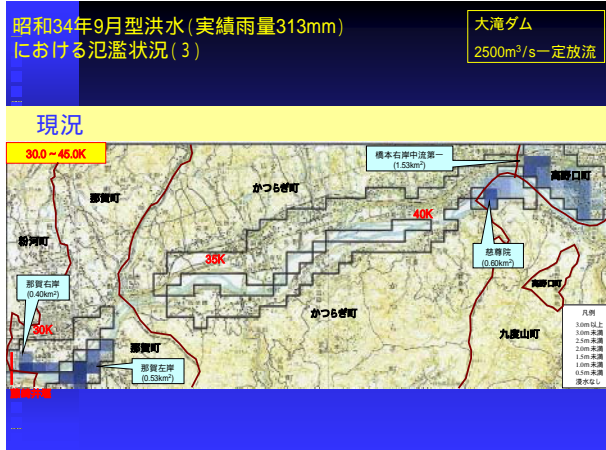 昭和34年9月型洪水(実績雨量313mm)
における氾濫状況(3)
大滝ダム
2500m³/s一定放流
現況
30.0~45.0K
橋本右岸中流第一
(1.53km²)
高野口町
那賀町
かつらぎ町
粉河町
40K
35K
慈尊院
(0.60km²)
高野口町
那賀右岸
(0.40km²)
かつらぎ町
30K
九度山町
那賀町
那賀左岸
(0.53km²)
凡例
3.0m以上
3.0m未満
2.5m未満
2.0m未満
1.5m未満
1.0m未満
0.5m未満
浸水なし